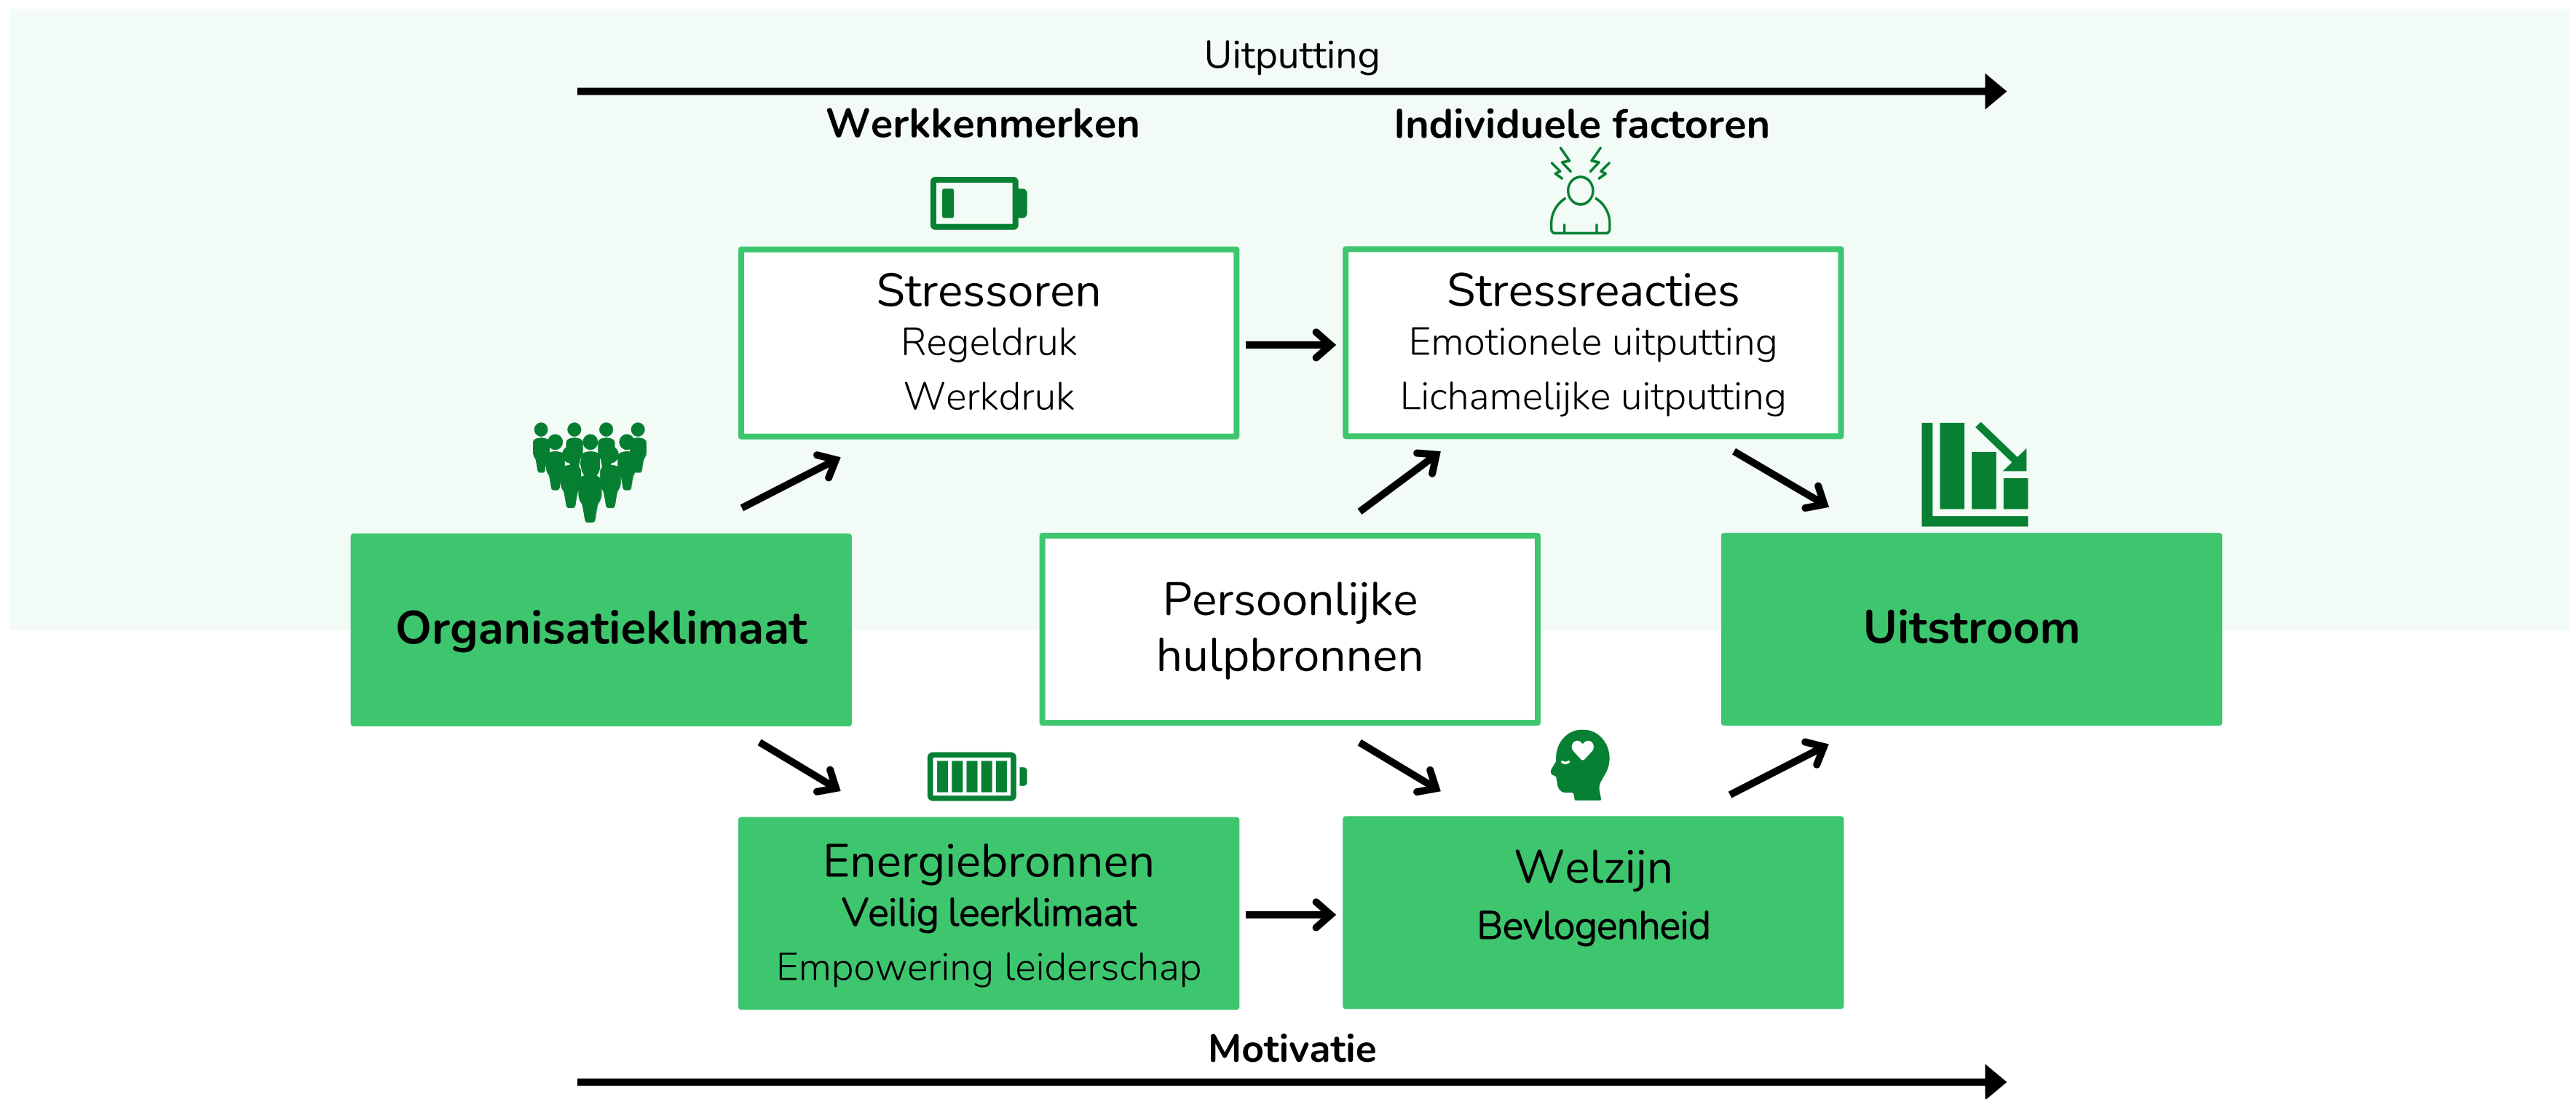 Uitputting
Werkkenmerken
Individuele factoren
Stressoren
Regeldruk
Werkdruk
Stressreacties
Emotionele uitputting
Lichamelijke uitputting
Organisatieklimaat
Persoonlijke
hulpbronnen
Uitstroom
Energiebronnen
Veilig leerklimaat
Empowering leiderschap
Welzijn
Bevlogenheid
Motivatie